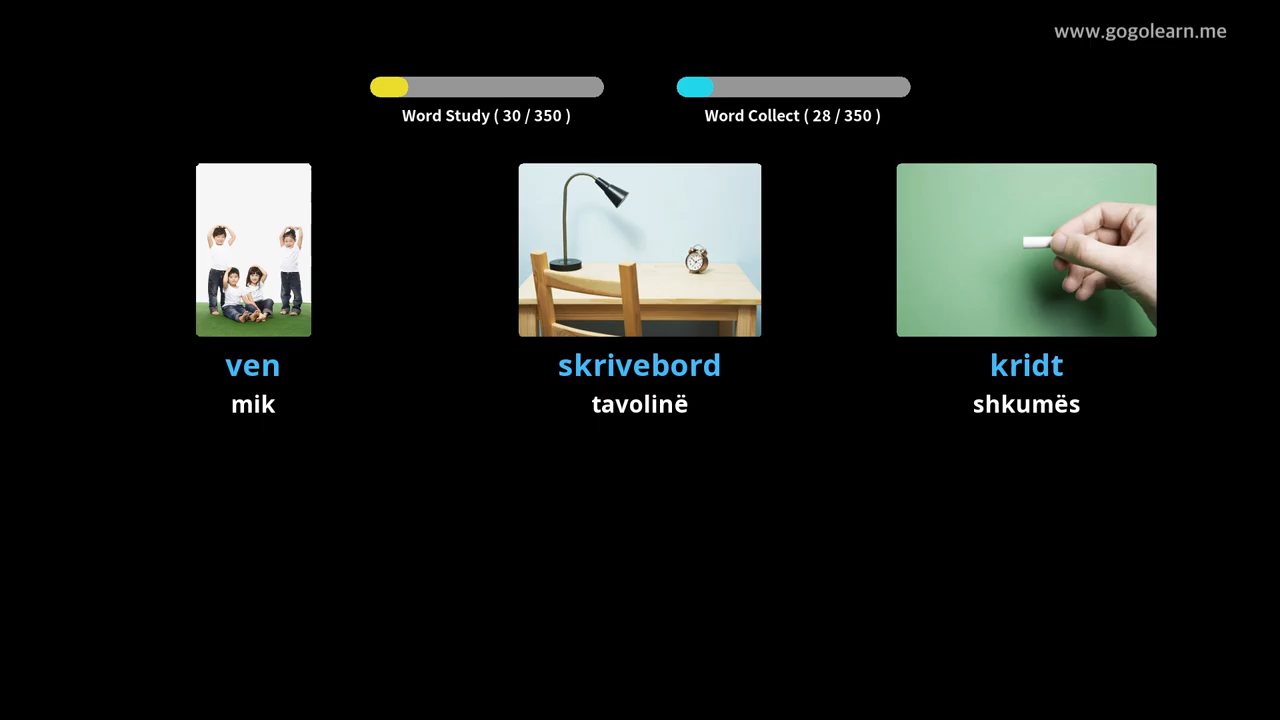 www.gogolearn.me
Word Study ( 30 / 350 )
Word Collect ( 28 / 350 )
ven
mik
skrivebord
tavolinë
kridt
shkumës